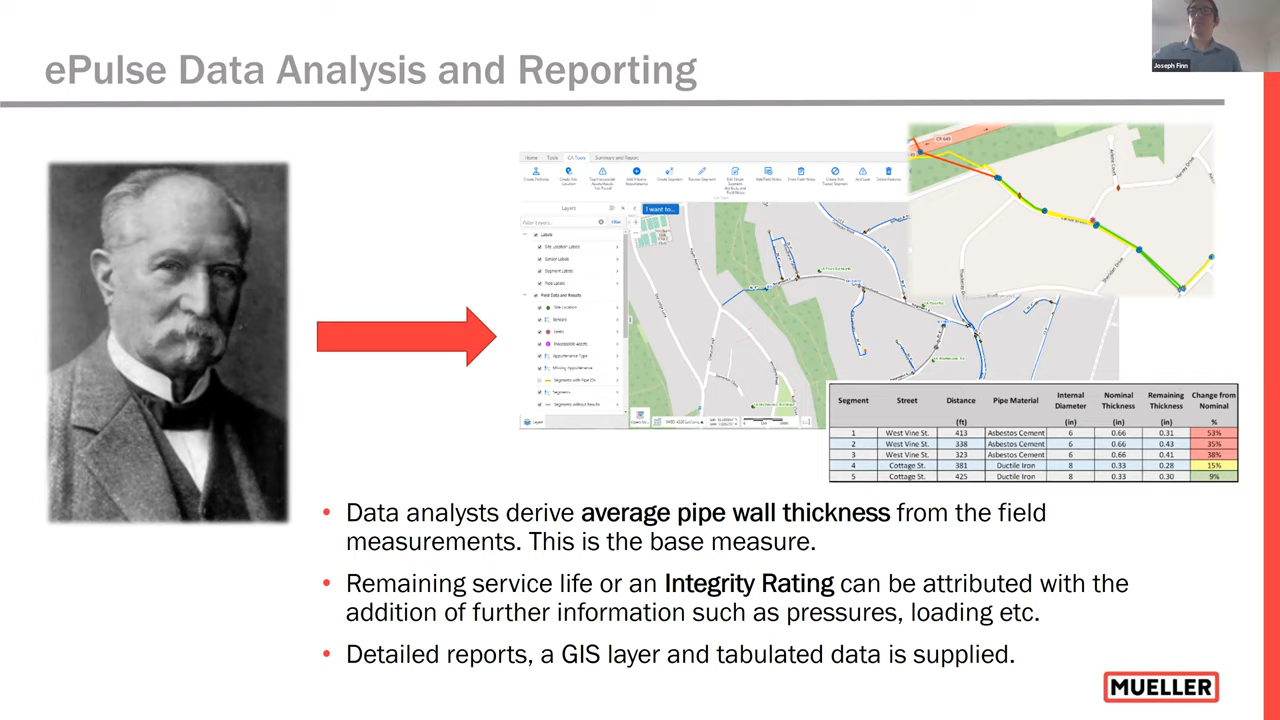 Joseph Finn
ePulse Data Analysis and Reporting
Home Tools CA Tools Summary and Report
Layers
I want to...
Filter
Labels
Site Location Labels
Sensor Labels
Segment Labels
Pipe Labels
Field Data and Results
Site Location
Sensors
Leaks
Inaccessible Assets
Appurtenance Type
Missing Appurtenance
Segments with Pipe IDs
Segments
Segments without Results
Layers
CR 640
Segment Street Distance Pipe Material Internal Diameter Nominal Thickness Remaining Thickness Change from Nominal
(ft) (in) (in) (in) %
1 West Vine St. 413 Asbestos Cement 6 0.66 0.31 53%
2 West Vine St. 338 Asbestos Cement 6 0.66 0.43 35%
3 West Vine St. 323 Asbestos Cement 6 0.66 0.41 38%
4 Cottage St. 381 Ductile Iron 8 0.33 0.28 15%
5 Cottage St. 425 Ductile Iron 8 0.33 0.30 9%
• Data analysts derive average pipe wall thickness from the field
measurements. This is the base measure.
• Remaining service life or an Integrity Rating can be attributed with the
addition of further information such as pressures, loading etc.
• Detailed reports, a GIS layer and tabulated data is supplied.
MUELLER